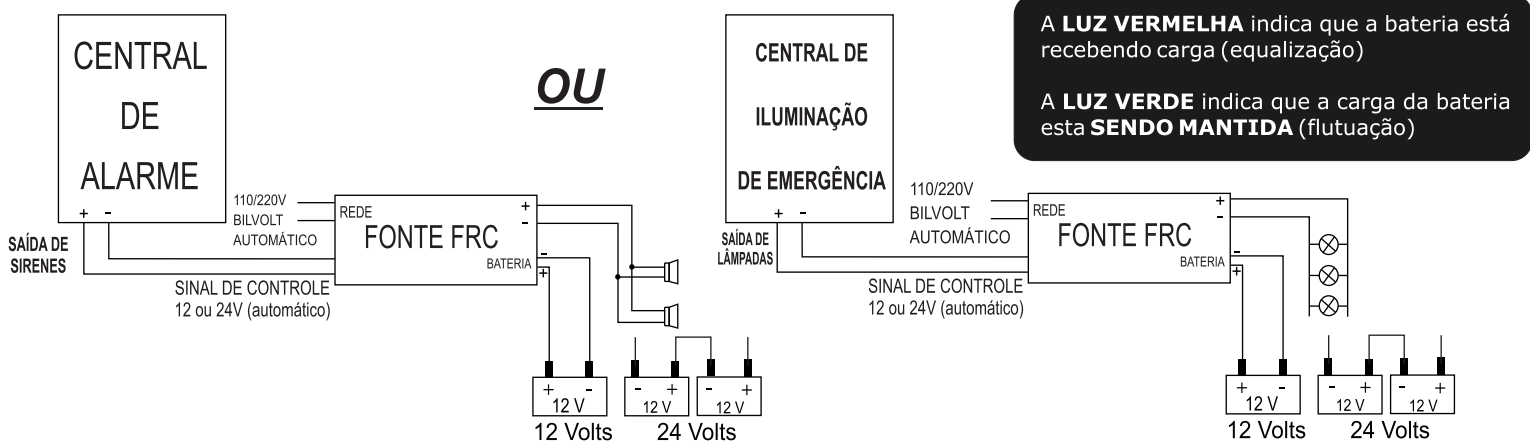 CENTRAL
DE
ALARME
+ -
SAÍDA DE
SIRENES
110/220V
BILVOLT
AUTOMÁTICO
REDE
FONTE FRC
+
-
BATERIA
-
+
SINAL DE CONTROLE
12 ou 24V (automático)
+ -
12 V
12 Volts
- +
12 V
- +
12 V
24 Volts
OU
CENTRAL DE
ILUMINAÇÃO
DE EMERGÊNCIA
+ -
SAÍDA DE
LÂMPADAS
110/220V
BILVOLT
AUTOMÁTICO
REDE
FONTE FRC
+
-
BATERIA
-
+
SINAL DE CONTROLE
12 ou 24V (automático)
+ -
12 V
12 Volts
- +
12 V
- +
12 V
24 Volts
A LUZ VERMELHA indica que a bateria está
recebendo carga (equalização)
A LUZ VERDE indica que a carga da bateria
esta SENDO MANTIDA (flutuação)